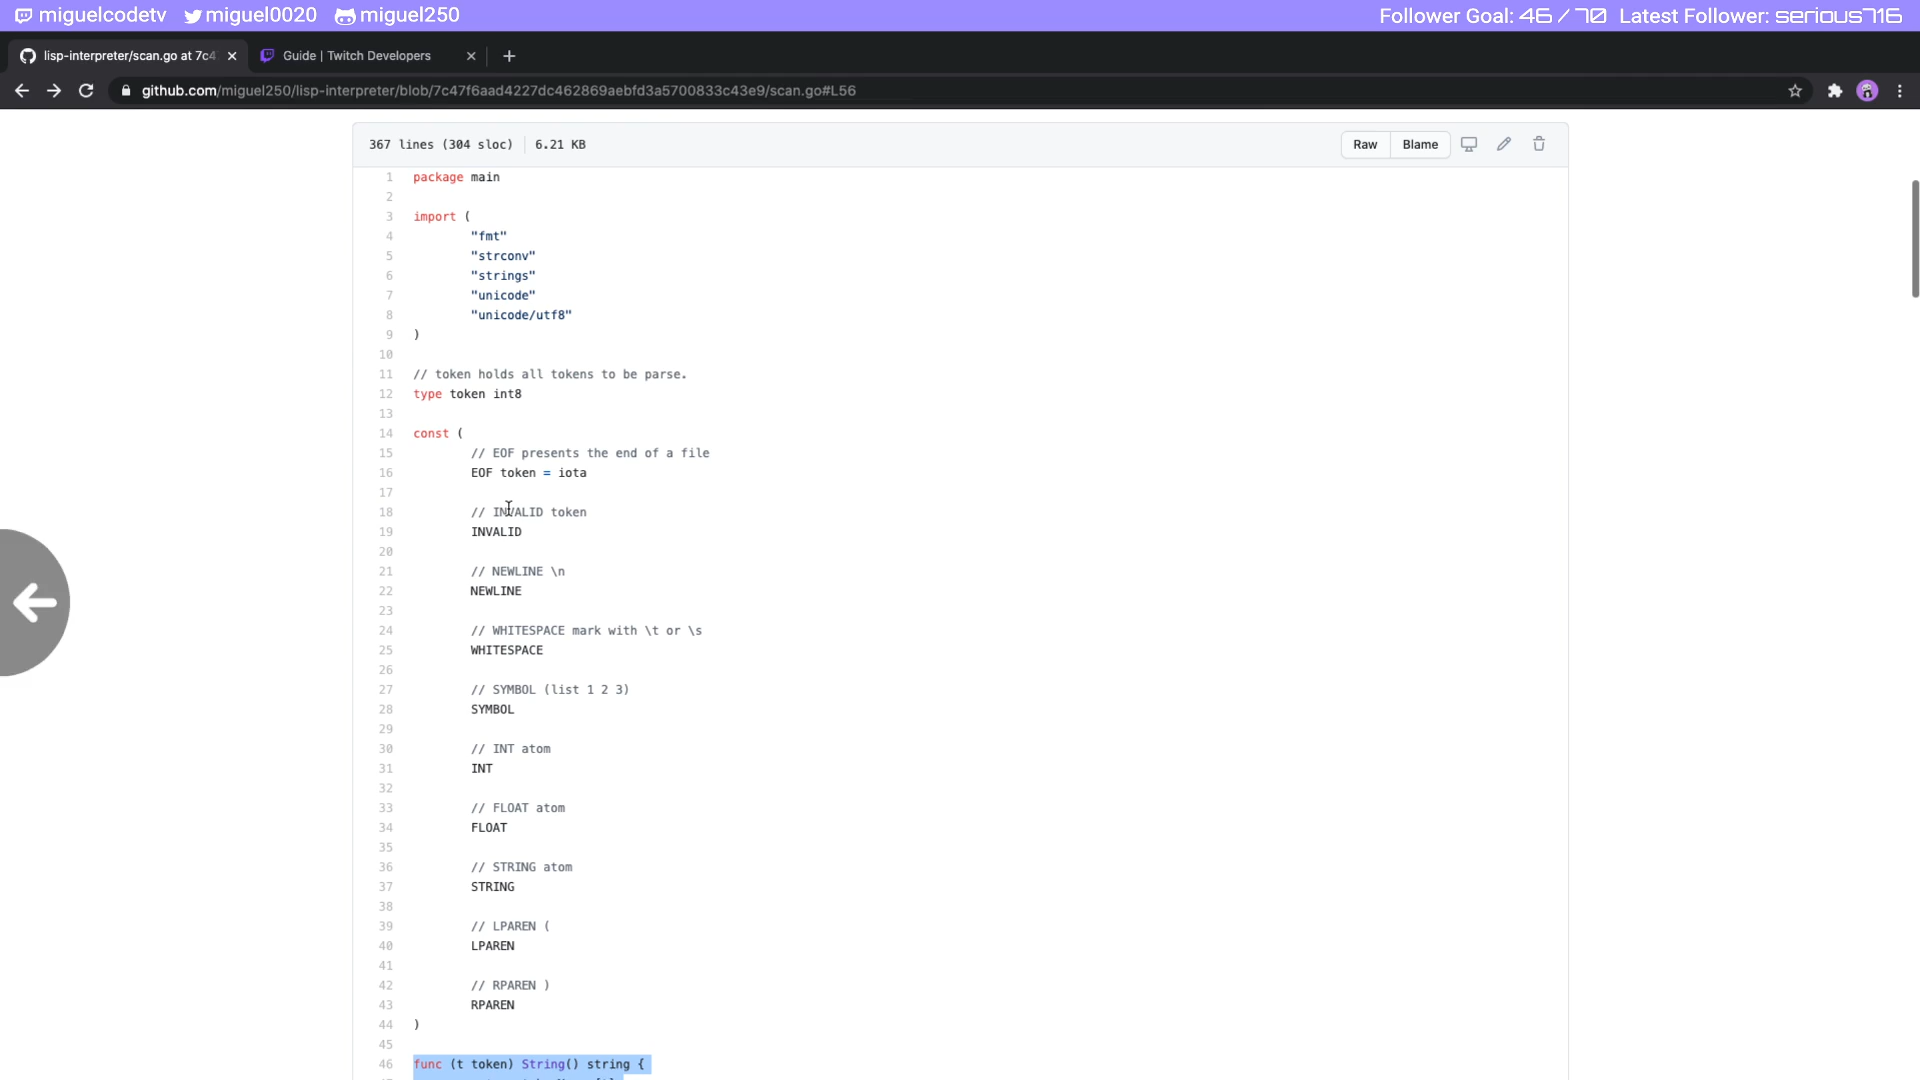 miguelcodetv miguel0020 miguel250 Follower Goal: 46 / 70 Latest Follower: serious716
lisp-interpreter/scan.go at 7c4 Guide | Twitch Developers
github.com/miguel250/lisp-interpreter/blob/7c47f6aad4227dc462869aebfd3a5700833c43e9/scan.go#L56
367 lines (304 sloc) 6.21 KB Raw Blame
1 package main
2
3 import (
4 "fmt"
5 "strconv"
6 "strings"
7 "unicode"
8 "unicode/utf8"
9 )
10
11 // token holds all tokens to be parse.
12 type token int8
13
14 const (
15 // EOF presents the end of a file
16 EOF token = iota
17
18 // INVALID token
19 INVALID
20
21 // NEWLINE \n
22 NEWLINE
23
24 // WHITESPACE mark with \t or \s
25 WHITESPACE
26
27 // SYMBOL (list 1 2 3)
28 SYMBOL
29
30 // INT atom
31 INT
32
33 // FLOAT atom
34 FLOAT
35
36 // STRING atom
37 STRING
38
39 // LPAREN (
40 LPAREN
41
42 // RPAREN )
43 RPAREN
44 )
45
46 func (t token) String() string {